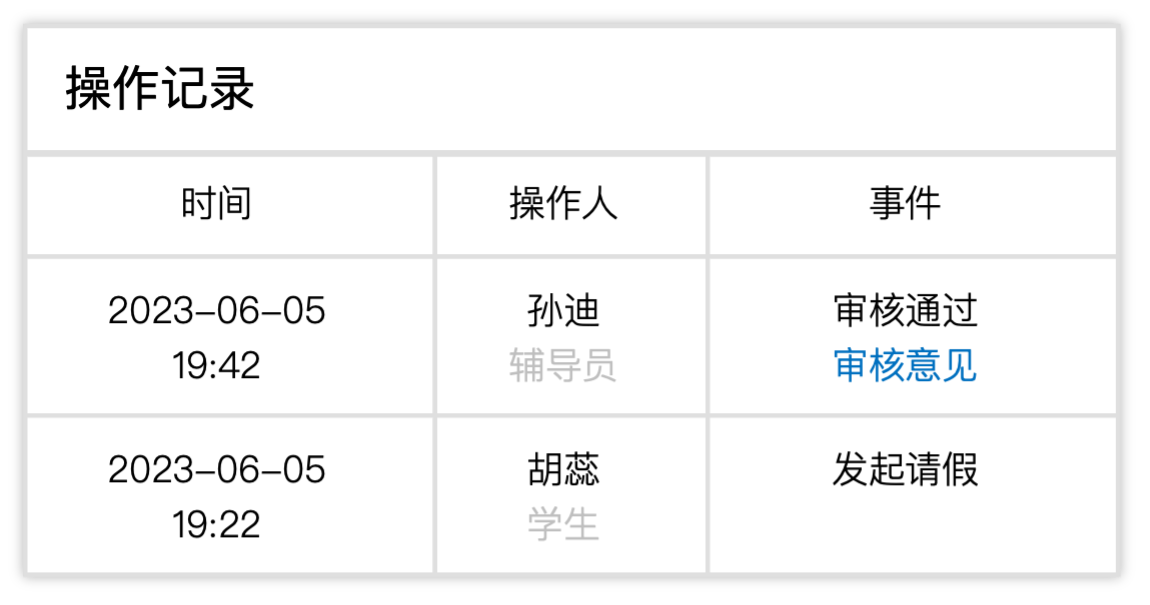 操作记录
时间 操作人 事件
2023-06-05 孙迪 审核通过
19:42 辅导员 审核意见
2023-06-05 胡蕊 发起请假
19:22 学生